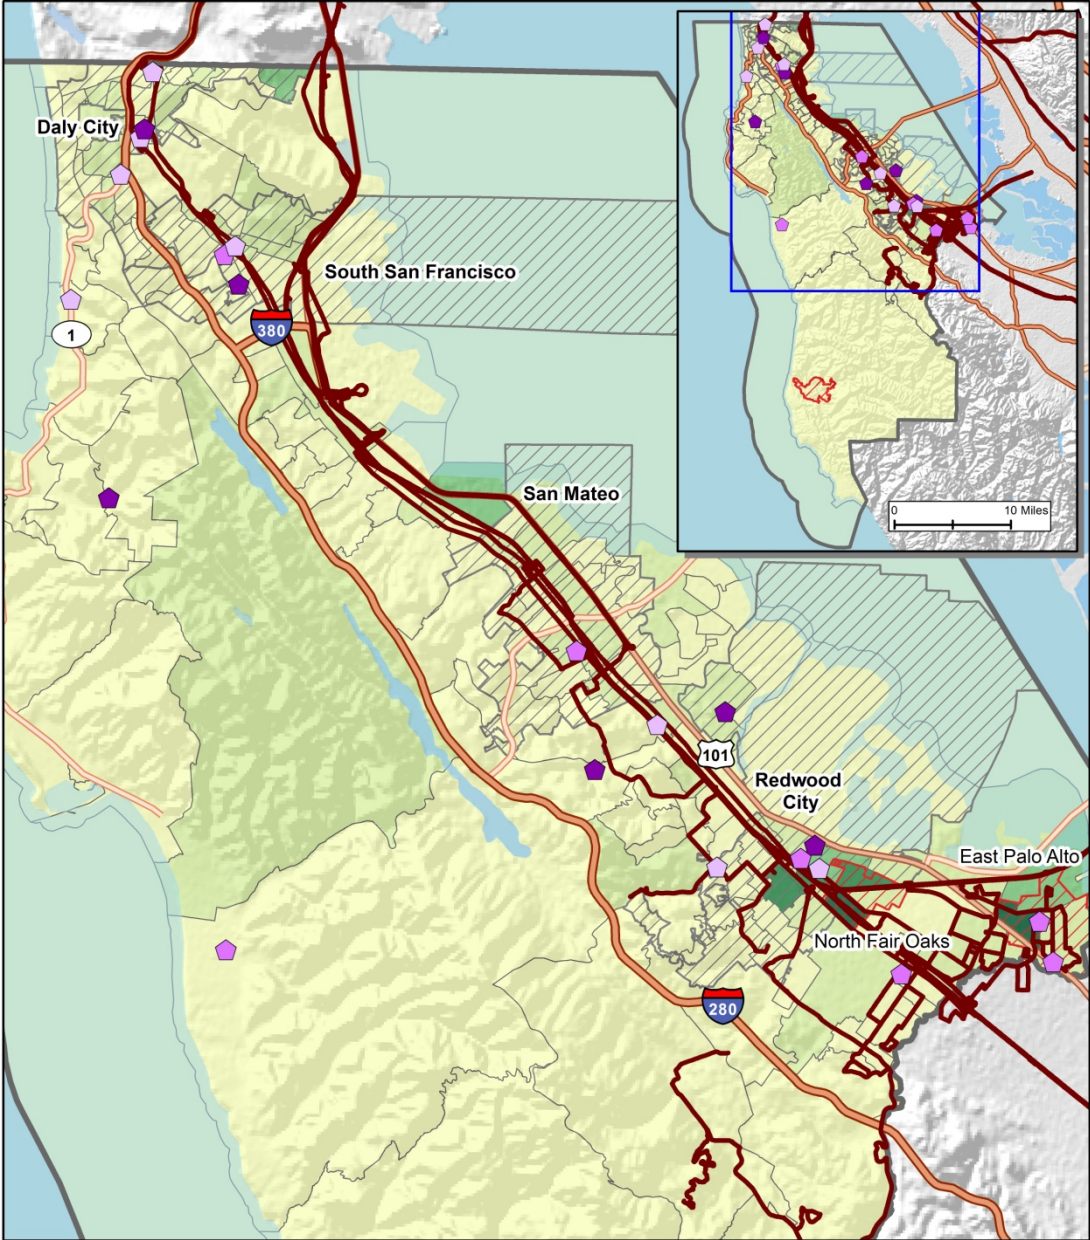 Daly City
South San Francisco
380
1
San Mateo
0 10 Miles
101
Redwood
City
East Palo Alto
North Fair Oaks
280